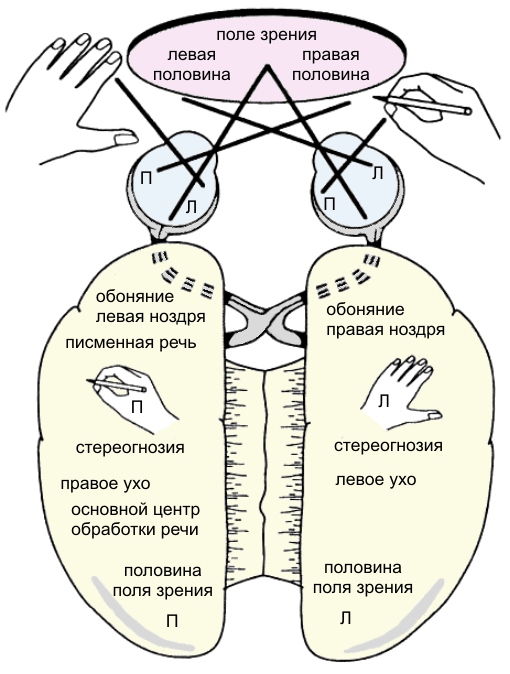 поле зрения
левая
половина
правая
половина
П
Л
Л
П
обоняние
левая ноздря
писменная речь
П
стереогнозия
правое ухо
основной центр
обработки речи
половина
поля зрения
П
обоняние
правая ноздря
Л
стереогнозия
левое ухо
половина
поля зрения
Л